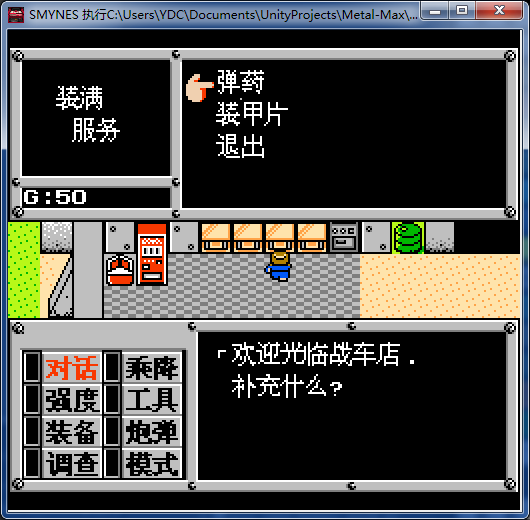 SMYNES 执行C:\Users\YDC\Documents\UnityProjects\Metal-Max\...
装满
服务
弹药
装甲片
退出
G:50
对话 乘降
强度 工具
装备 炮弹
调查 模式
「欢迎光临战车店.
补充什么?